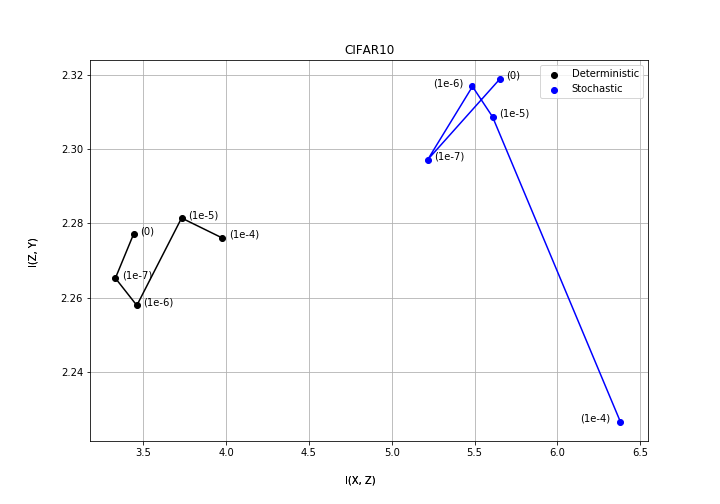 CIFAR10
2.32
2.30
2.28
2.26
2.24
I(Z, Y)
(0)
(1e-7)
(1e-6)
(1e-5)
(1e-4)
(1e-6)
(0)
(1e-5)
(1e-7)
(1e-4)
Deterministic
Stochastic
3.5
4.0
4.5
5.0
5.5
6.0
6.5
I(X, Z)